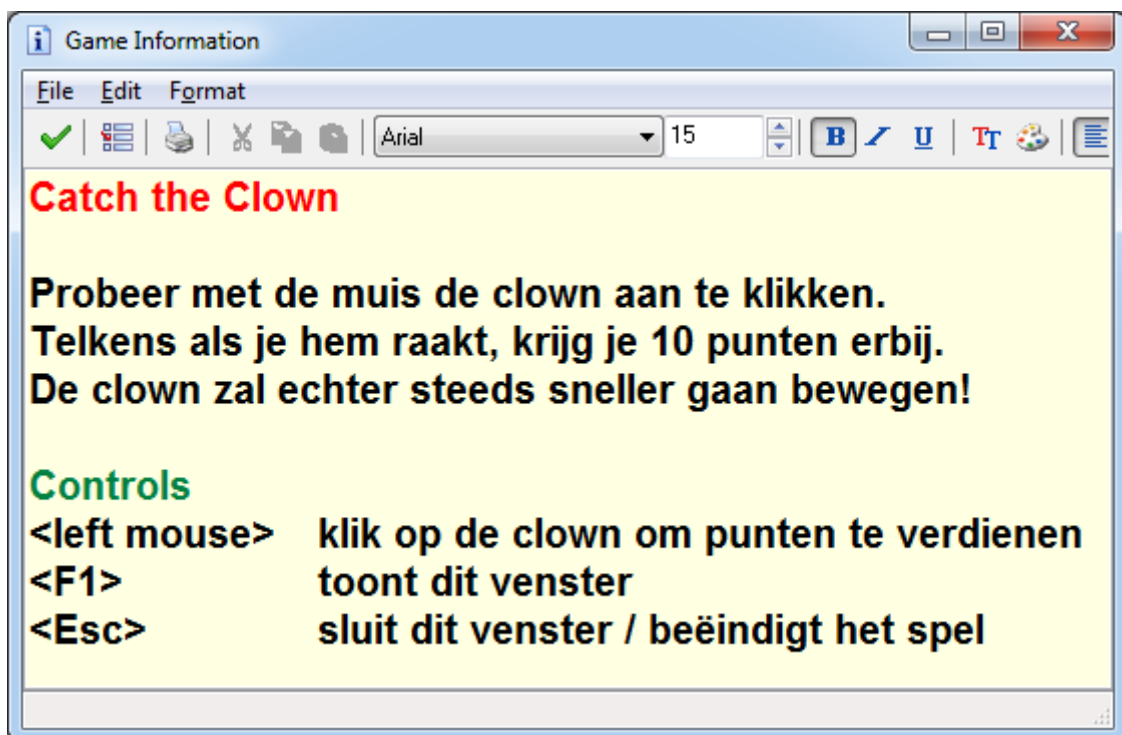 Game Information
File Edit Format
Arial 15 B I U TT
Catch the Clown
Probeer met de muis de clown aan te klikken.
Telkens als je hem raakt, krijg je 10 punten erbij.
De clown zal echter steeds sneller gaan bewegen!
Controls
<left mouse> klik op de clown om punten te verdienen
<F1> toont dit venster
<Esc> sluit dit venster / beëindigt het spel